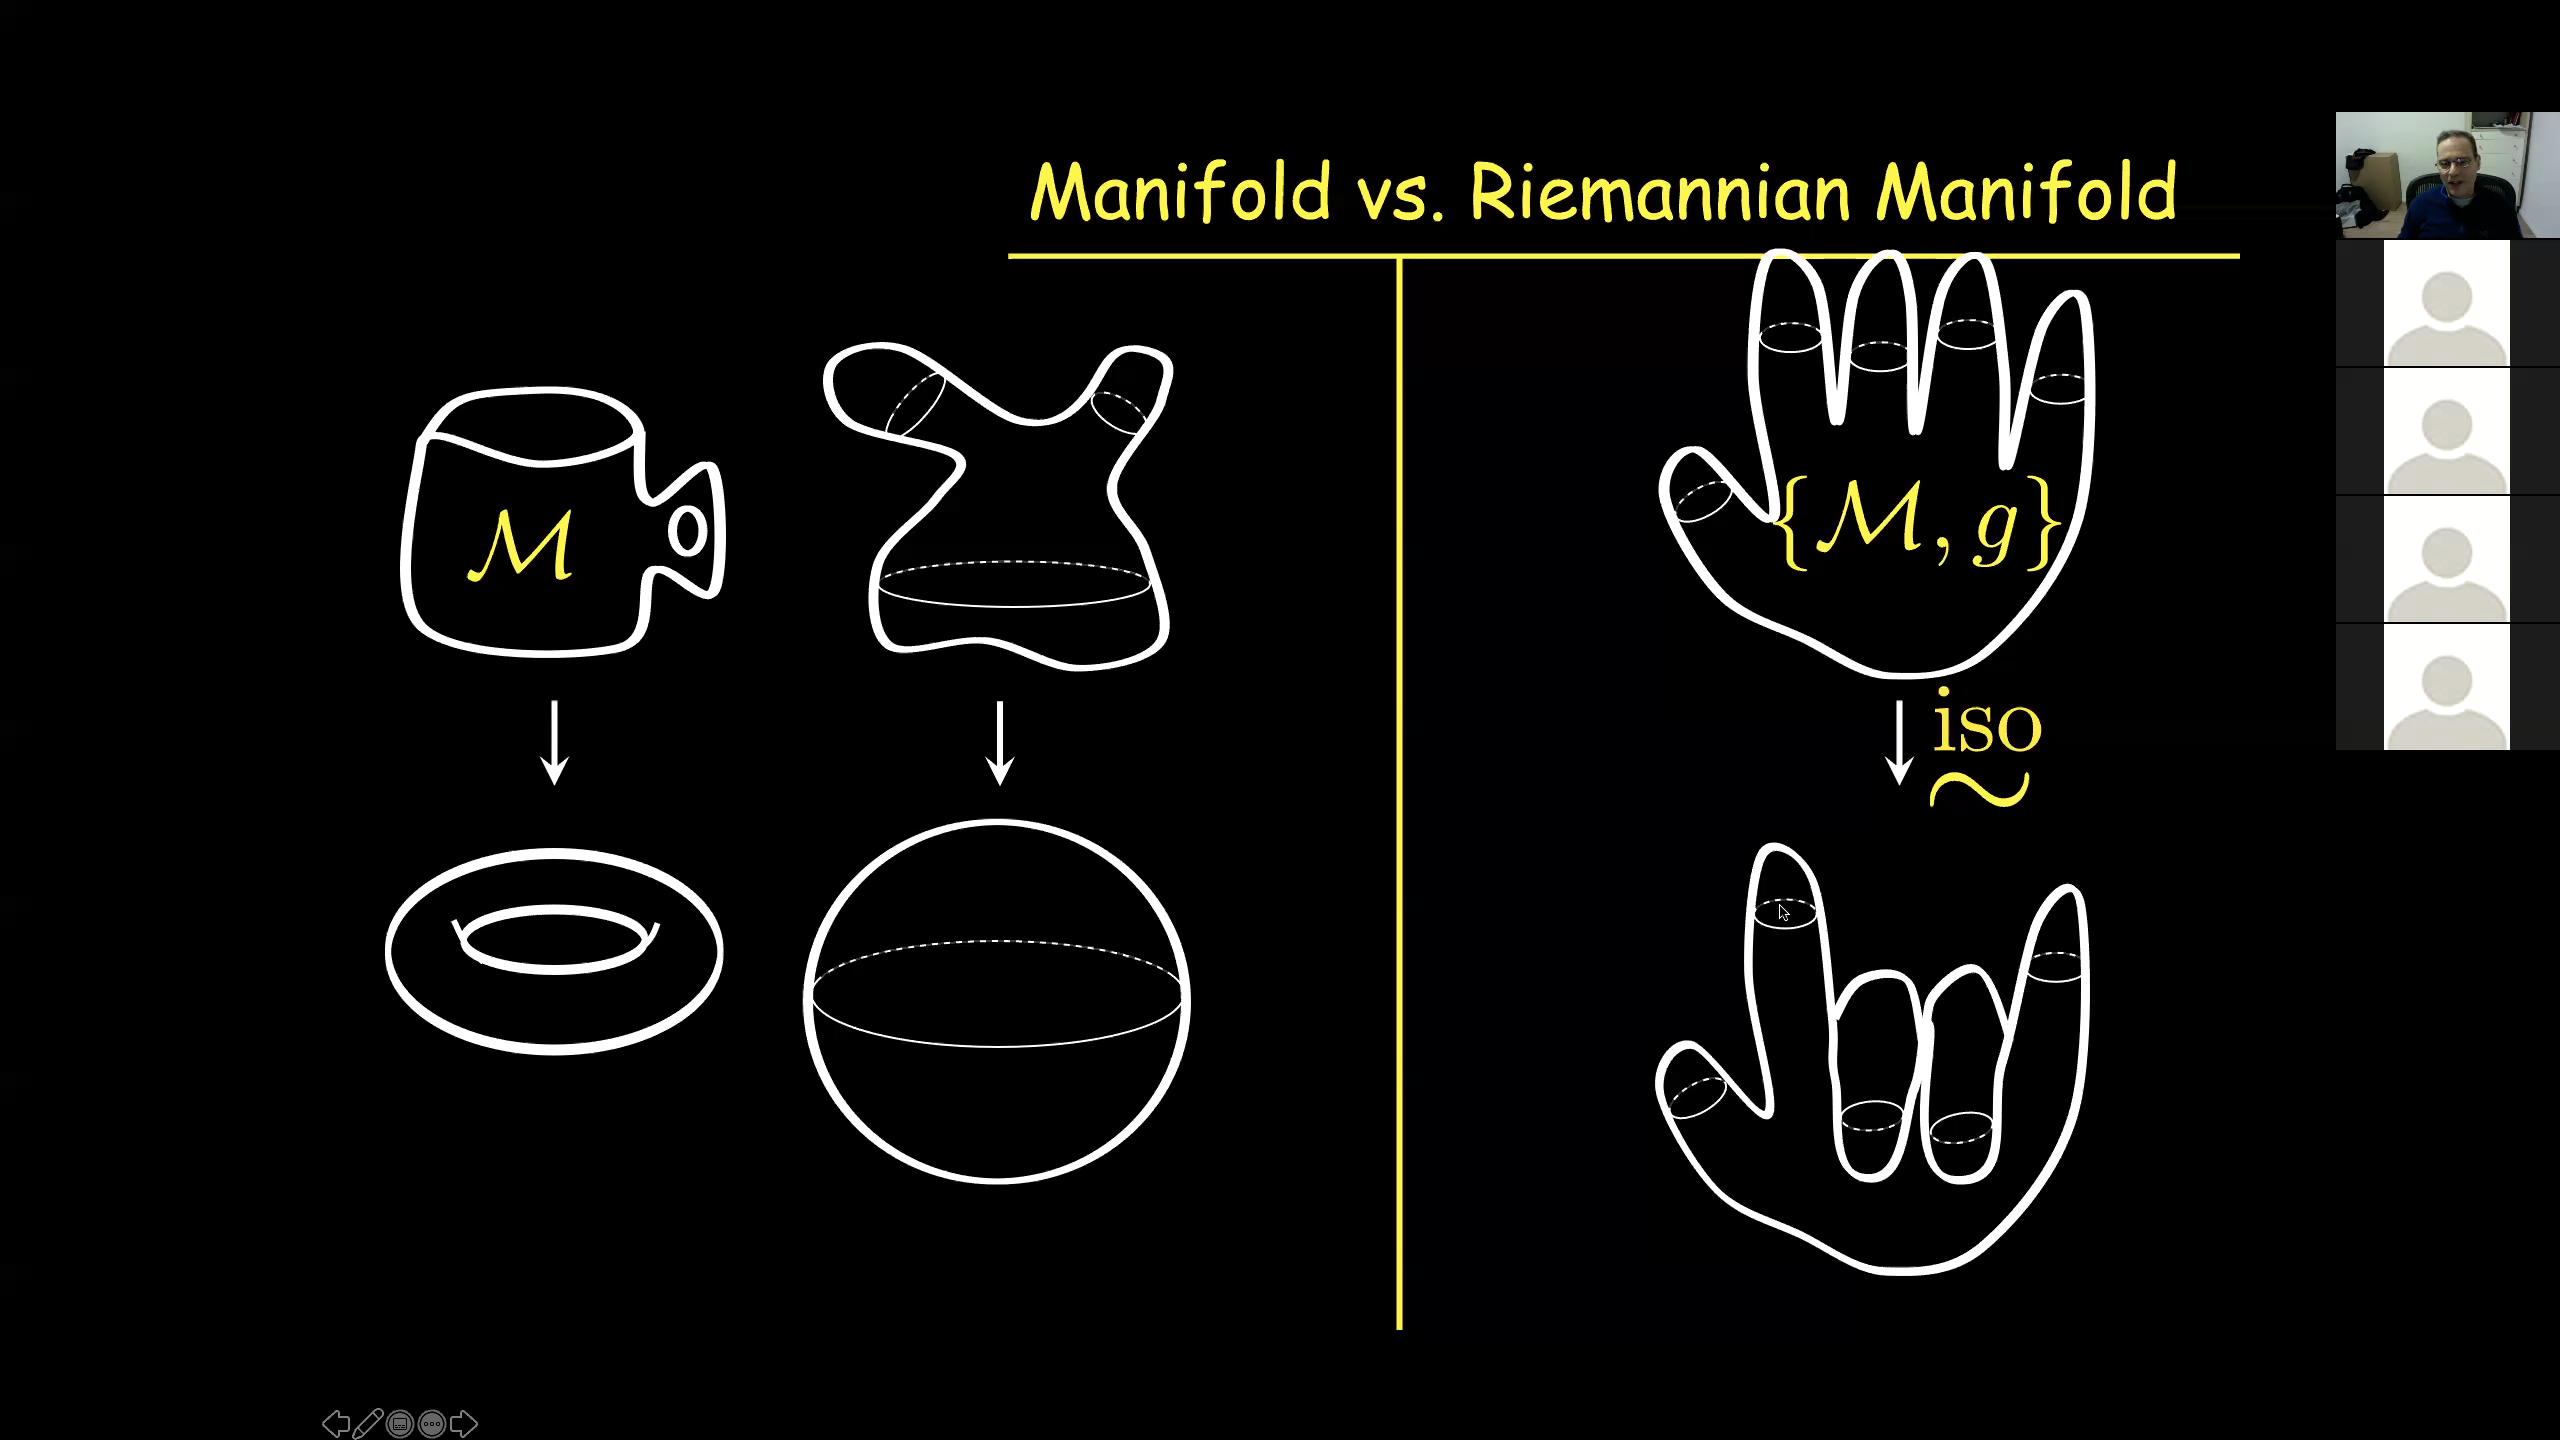 Manifold vs. Riemannian Manifold
ℳ
{ℳ, g}
iso
~